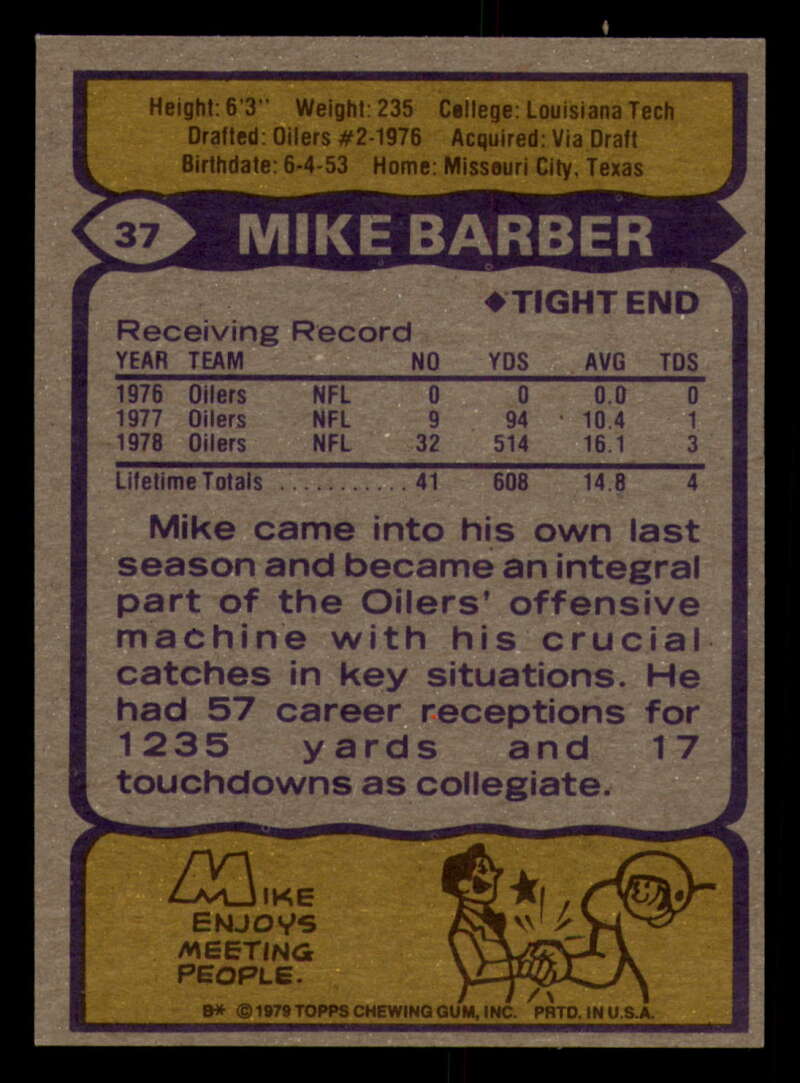 Height: 6'3" Weight: 235 College: Louisiana Tech
Drafted: Oilers #2-1976 Acquired: Via Draft
Birthdate: 6-4-53 Home: Missouri City, Texas
37 MIKE BARBER
◆TIGHT END
Receiving Record
YEAR TEAM NO YDS AVG TDS
1976 Oilers NFL 0 0 0.0 0
1977 Oilers NFL 9 94 10.4 1
1978 Oilers NFL 32 514 16.1 3
Lifetime Totals ........... 41 608 14.8 4
Mike came into his own last
season and became an integral
part of the Oilers' offensive
machine with his crucial
catches in key situations. He
had 57 career receptions for
1235 yards and 17
touchdowns as collegiate.
MIKE
ENJOYS
MEETING
PEOPLE.
B* © 1979 TOPPS CHEWING GUM, INC. PRTD. IN U.S.A.